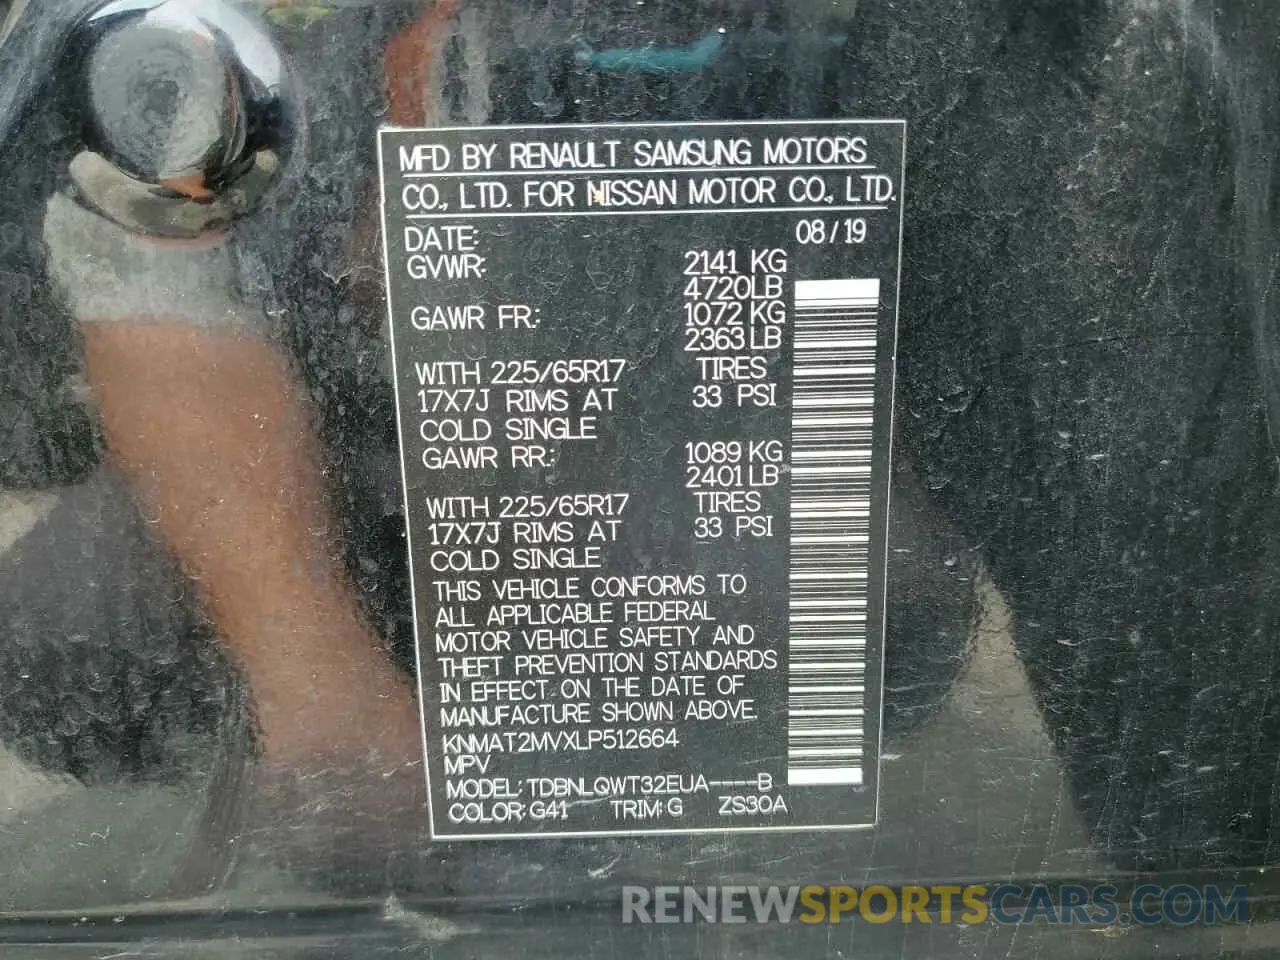 MFD BY RENAULT SAMSUNG MOTORS
CO., LTD. FOR NISSAN MOTOR CO., LTD.
DATE: 08/19
GVWR: 2141 KG
4720LB
GAWR FR.: 1072 KG
2363LB
WITH 225/65R17 TIRES
17X7J RIMS AT 33 PSI
COLD SINGLE
GAWR RR.: 1089 KG
2401LB
WITH 225/65R17 TIRES
17X7J RIMS AT 33 PSI
COLD SINGLE
THIS VEHICLE CONFORMS TO
ALL APPLICABLE FEDERAL
MOTOR VEHICLE SAFETY AND
THEFT PREVENTION STANDARDS
IN EFFECT ON THE DATE OF
MANUFACTURE SHOWN ABOVE.
KNMAT2MVXLP512664
MPV
MODEL: TDBNLQWT32EUA----B
COLOR: G41 TRIM: G ZS30A
RENEWSPORTSCARS.COM